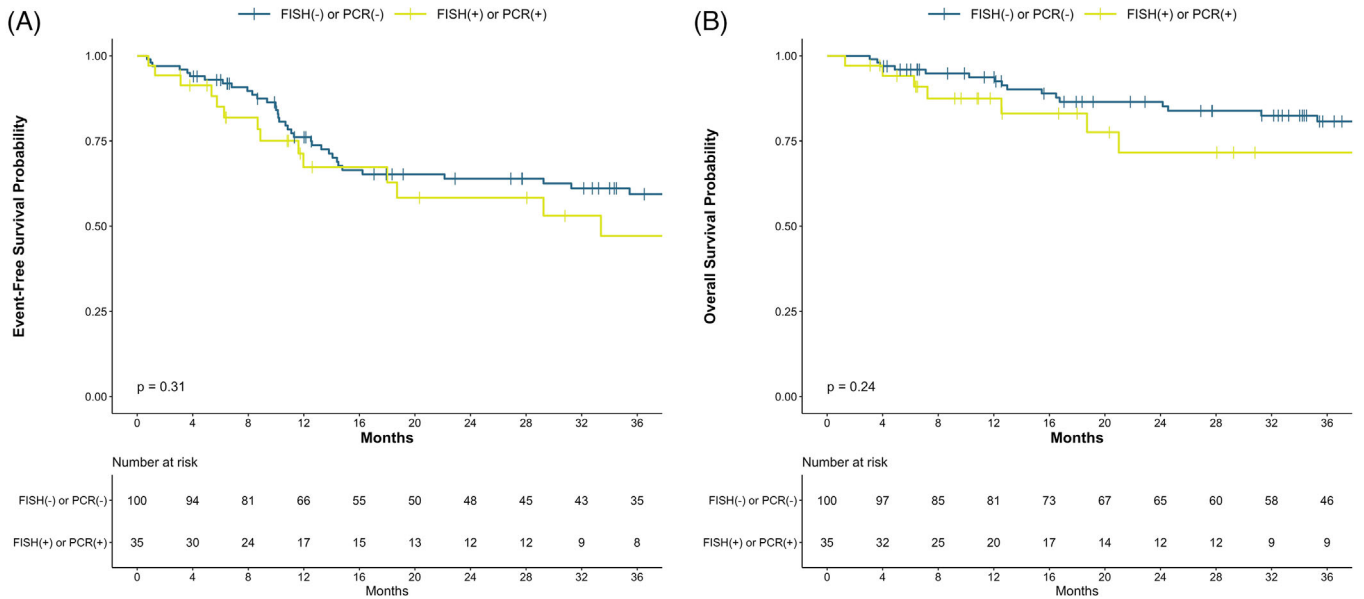 (A)
FISH(-) or PCR(-) FISH(+) or PCR(+)
Event-Free Survival Probability
1.00
0.75
0.50
0.25
0.00
p = 0.31
0 4 8 12 16 20 24 28 32 36
Months
Number at risk
FISH(-) or PCR(-) 100 94 81 66 55 50 48 45 43 35
FISH(+) or PCR(+) 35 30 24 17 15 13 12 12 9 8
0 4 8 12 16 20 24 28 32 36
Months
(B)
FISH(-) or PCR(-) FISH(+) or PCR(+)
Overall Survival Probability
1.00
0.75
0.50
0.25
0.00
p = 0.24
0 4 8 12 16 20 24 28 32 36
Months
Number at risk
FISH(-) or PCR(-) 100 97 85 81 73 67 65 60 58 46
FISH(+) or PCR(+) 35 32 25 20 17 14 12 12 9 9
0 4 8 12 16 20 24 28 32 36
Months